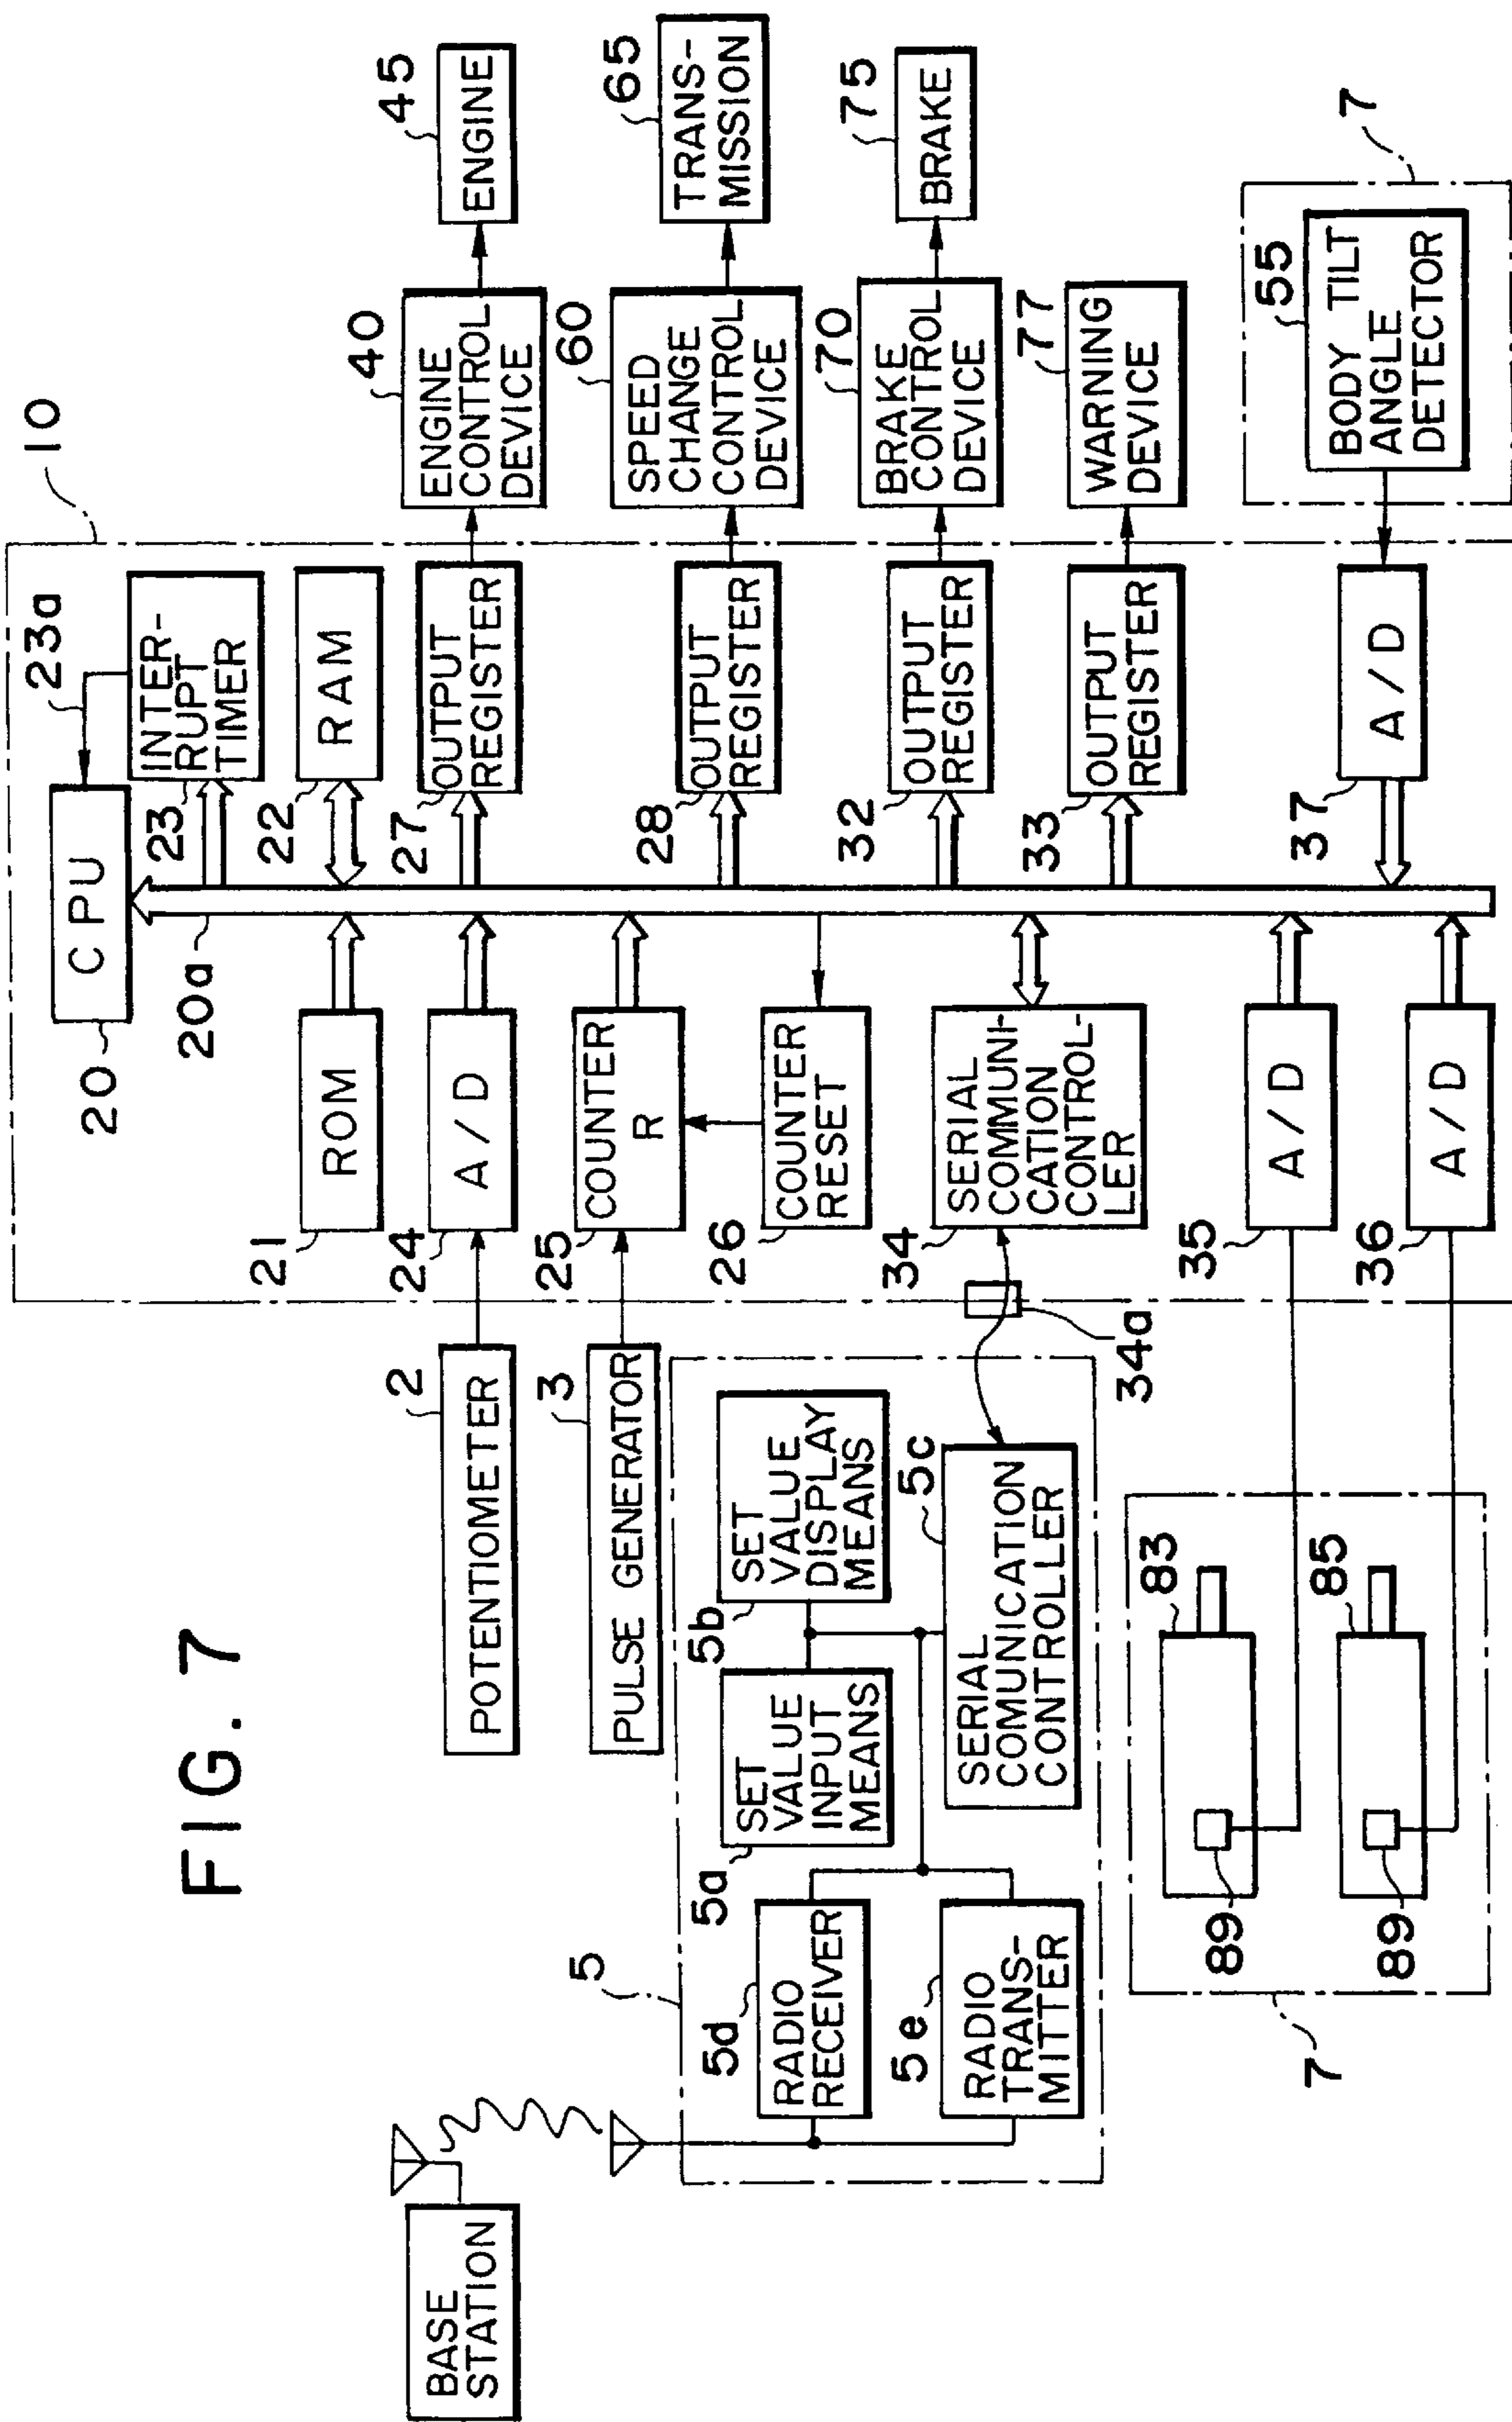 FIG. 7
BASE
STATION
2
POTENTIOMETER
3
PULSE GENERATOR
5
5d
RADIO
RECEIVER
5e
RADIO
TRANS-
MITTER
5a
SET
VALUE
INPUT
MEANS
5b
SET
VALUE
DISPLAY
MEANS
5c
SERIAL
COMUNICATION
CONTROLLER
7
83
89
85
89
34a
10
20
CPU
20a
23a
21
ROM
24
A/D
25
COUNTER
R
26
COUNTER
RESET
34
SERIAL
COMMUNI-
CATION
CONTROL-
LER
35
A/D
36
A/D
23
INTER-
RUPT
TIMER
22
RAM
27
OUTPUT
REGISTER
28
OUTPUT
REGISTER
32
OUTPUT
REGISTER
33
OUTPUT
REGISTER
37
A/D
40
ENGINE
CONTROL
DEVICE
45
ENGINE
60
SPEED
CHANGE
CONTROL
DEVICE
65
TRANS-
MISSION
70
BRAKE
CONTROL
DEVICE
75
BRAKE
77
WARNING
DEVICE
7
55
BODY TILT
ANGLE
DETECTOR